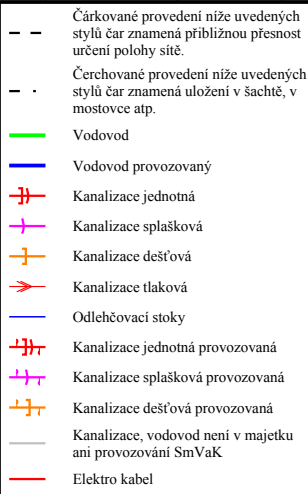 Čárkované provedení níže uvedených
stylů čar znamená přibližnou přesnost
určení polohy sítě.
Čerchované provedení níže uvedených
stylů čar znamená uložení v šachtě, v
mostovce atp.
Vodovod
Vodovod provozovaný
Kanalizace jednotná
Kanalizace splašková
Kanalizace dešťová
Kanalizace tlaková
Odlehčovací stoky
Kanalizace jednotná provozovaná
Kanalizace splašková provozovaná
Kanalizace dešťová provozovaná
Kanalizace, vodovod není v majetku
ani provozování SmVaK
Elektro kabel